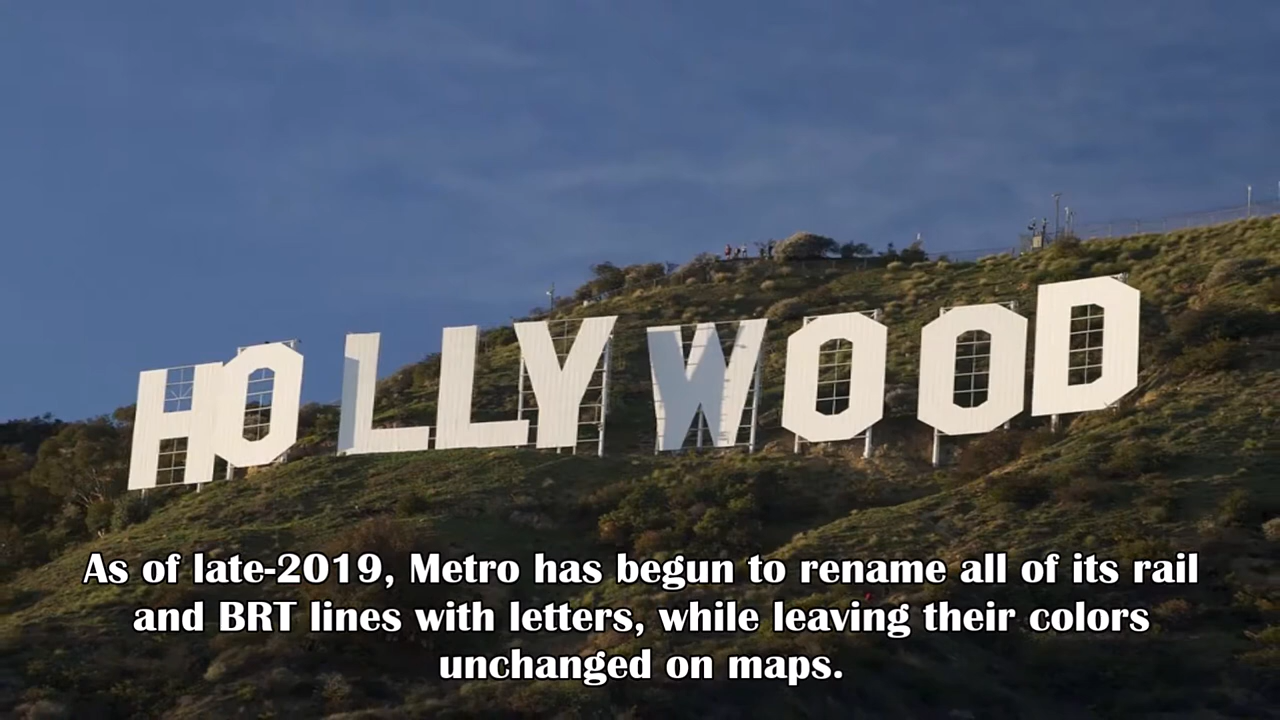 HOLLYWOOD
As of late-2019, Metro has begun to rename all of its rail
and BRT lines with letters, while leaving their colors
unchanged on maps.